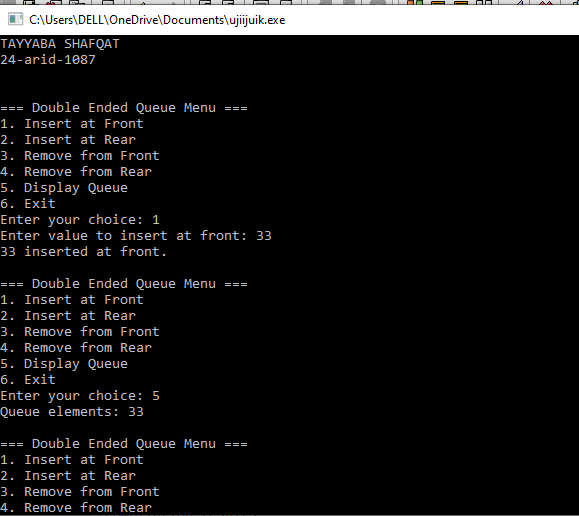 C:\Users\DELL\OneDrive\Documents\ujiijuik.exe
TAYYABA SHAFQAT
24-arid-1087
=== Double Ended Queue Menu ===
1. Insert at Front
2. Insert at Rear
3. Remove from Front
4. Remove from Rear
5. Display Queue
6. Exit
Enter your choice: 1
Enter value to insert at front: 33
33 inserted at front.
=== Double Ended Queue Menu ===
1. Insert at Front
2. Insert at Rear
3. Remove from Front
4. Remove from Rear
5. Display Queue
6. Exit
Enter your choice: 5
Queue elements: 33
=== Double Ended Queue Menu ===
1. Insert at Front
2. Insert at Rear
3. Remove from Front
4. Remove from Rear